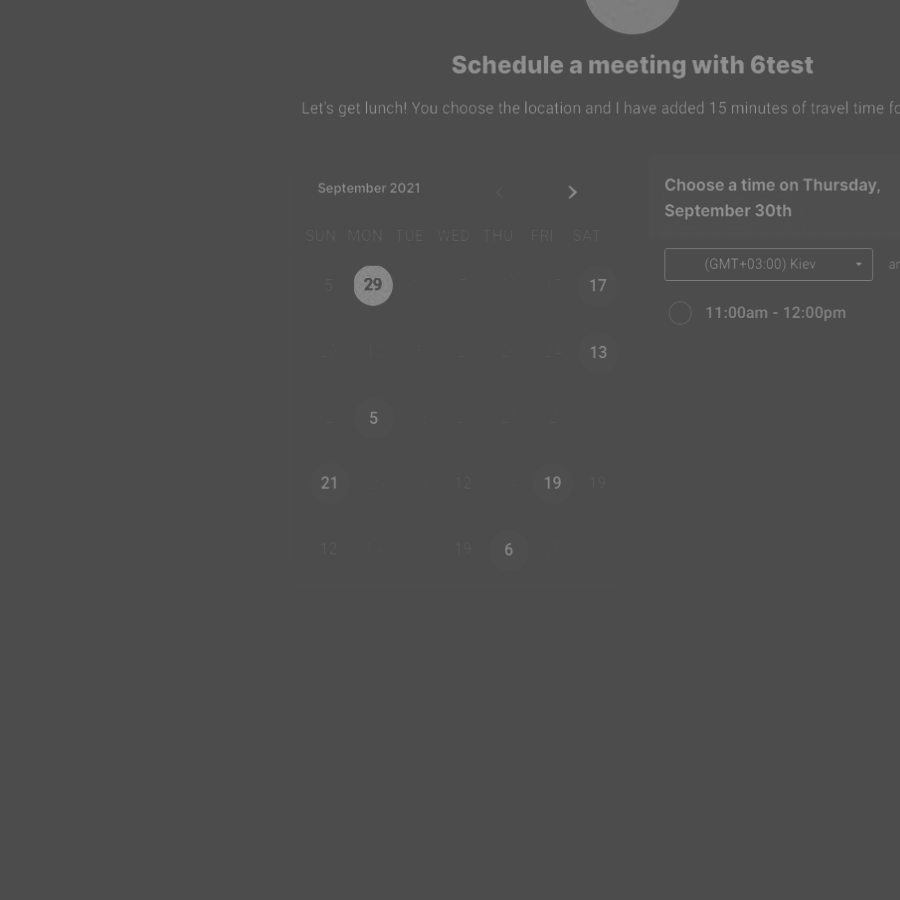 Schedule a meeting with 6test
Let's get lunch! You choose the location and I have added 15 minutes of travel time
September 2021
Choose a time on Thursday,
September 30th
SUN MON TUE WED THU FRI SAT
(GMT+03:00) Kiev
5 29 17
11:00am - 12:00pm
13
5
21 12 19 19
12 19 6